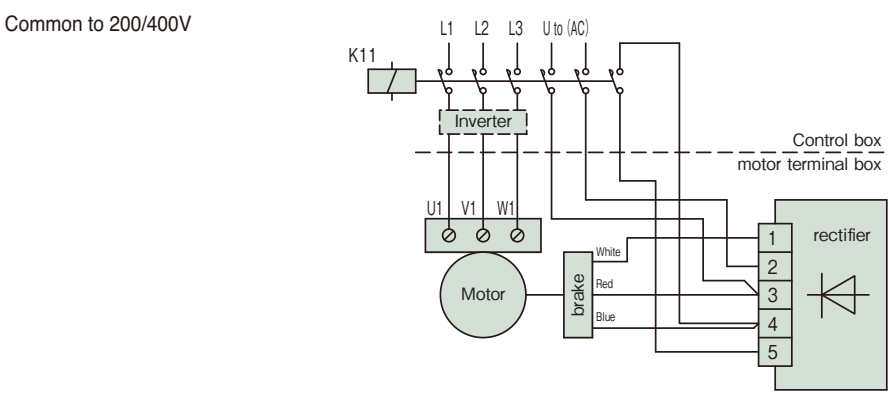 Common to 200/400V
L1 L2 L3 U to (AC)
K11
Inverter
Control box
motor terminal box
U1 V1 W1
1
rectifier
White
2
Motor
brake
Red
3
Blue
4
5